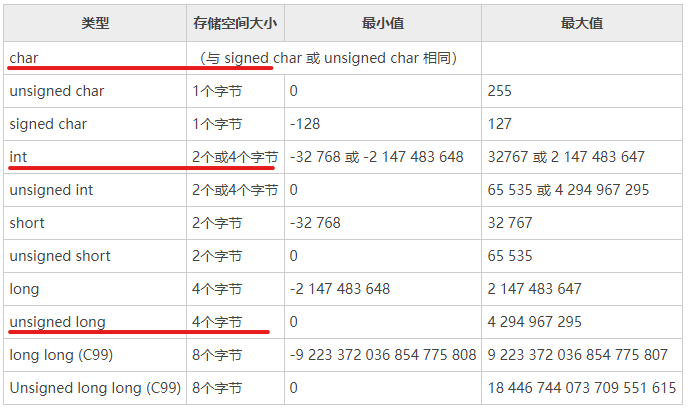 类型 存储空间大小 最小值 最大值
char （与 signed char 或 unsigned char 相同）
unsigned char 1个字节 0 255
signed char 1个字节 -128 127
int 2个或4个字节 -32 768 或 -2 147 483 648 32767 或 2 147 483 647
unsigned int 2个或4个字节 0 65 535 或 4 294 967 295
short 2个字节 -32 768 32 767
unsigned short 2个字节 0 65 535
long 4个字节 -2 147 483 648 2 147 483 647
unsigned long 4个字节 0 4 294 967 295
long long (C99) 8个字节 -9 223 372 036 854 775 808 9 223 372 036 854 775 807
Unsigned long long (C99) 8个字节 0 18 446 744 073 709 551 615